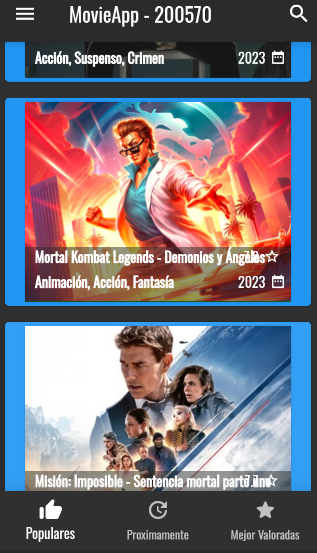 MovieApp - 200570
Acción, Suspenso, Crimen 2023
Mortal Kombat Legends - Demonios y Ángeles
Animación, Acción, Fantasía 2023
Misión: Imposible - Sentencia mortal parte uno
Populares Proximamente Mejor Valoradas